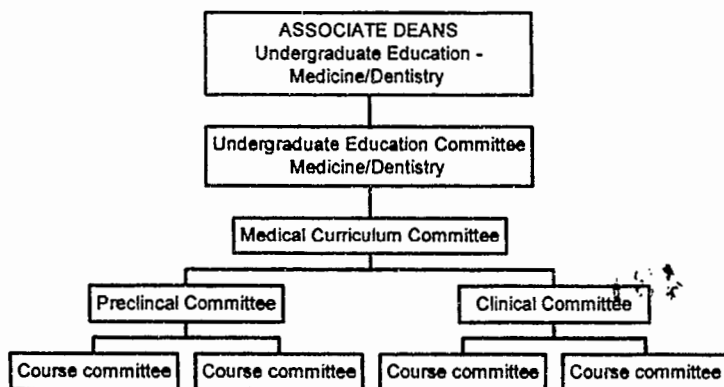 ASSOCIATE DEANS
Undergraduate Education -
Medicine/Dentistry
Undergraduate Education Committee
Medicine/Dentistry
Medical Curriculum Committee
Preclincal Committee
Clinical Committee
Course committee
Course committee
Course committee
Course committee